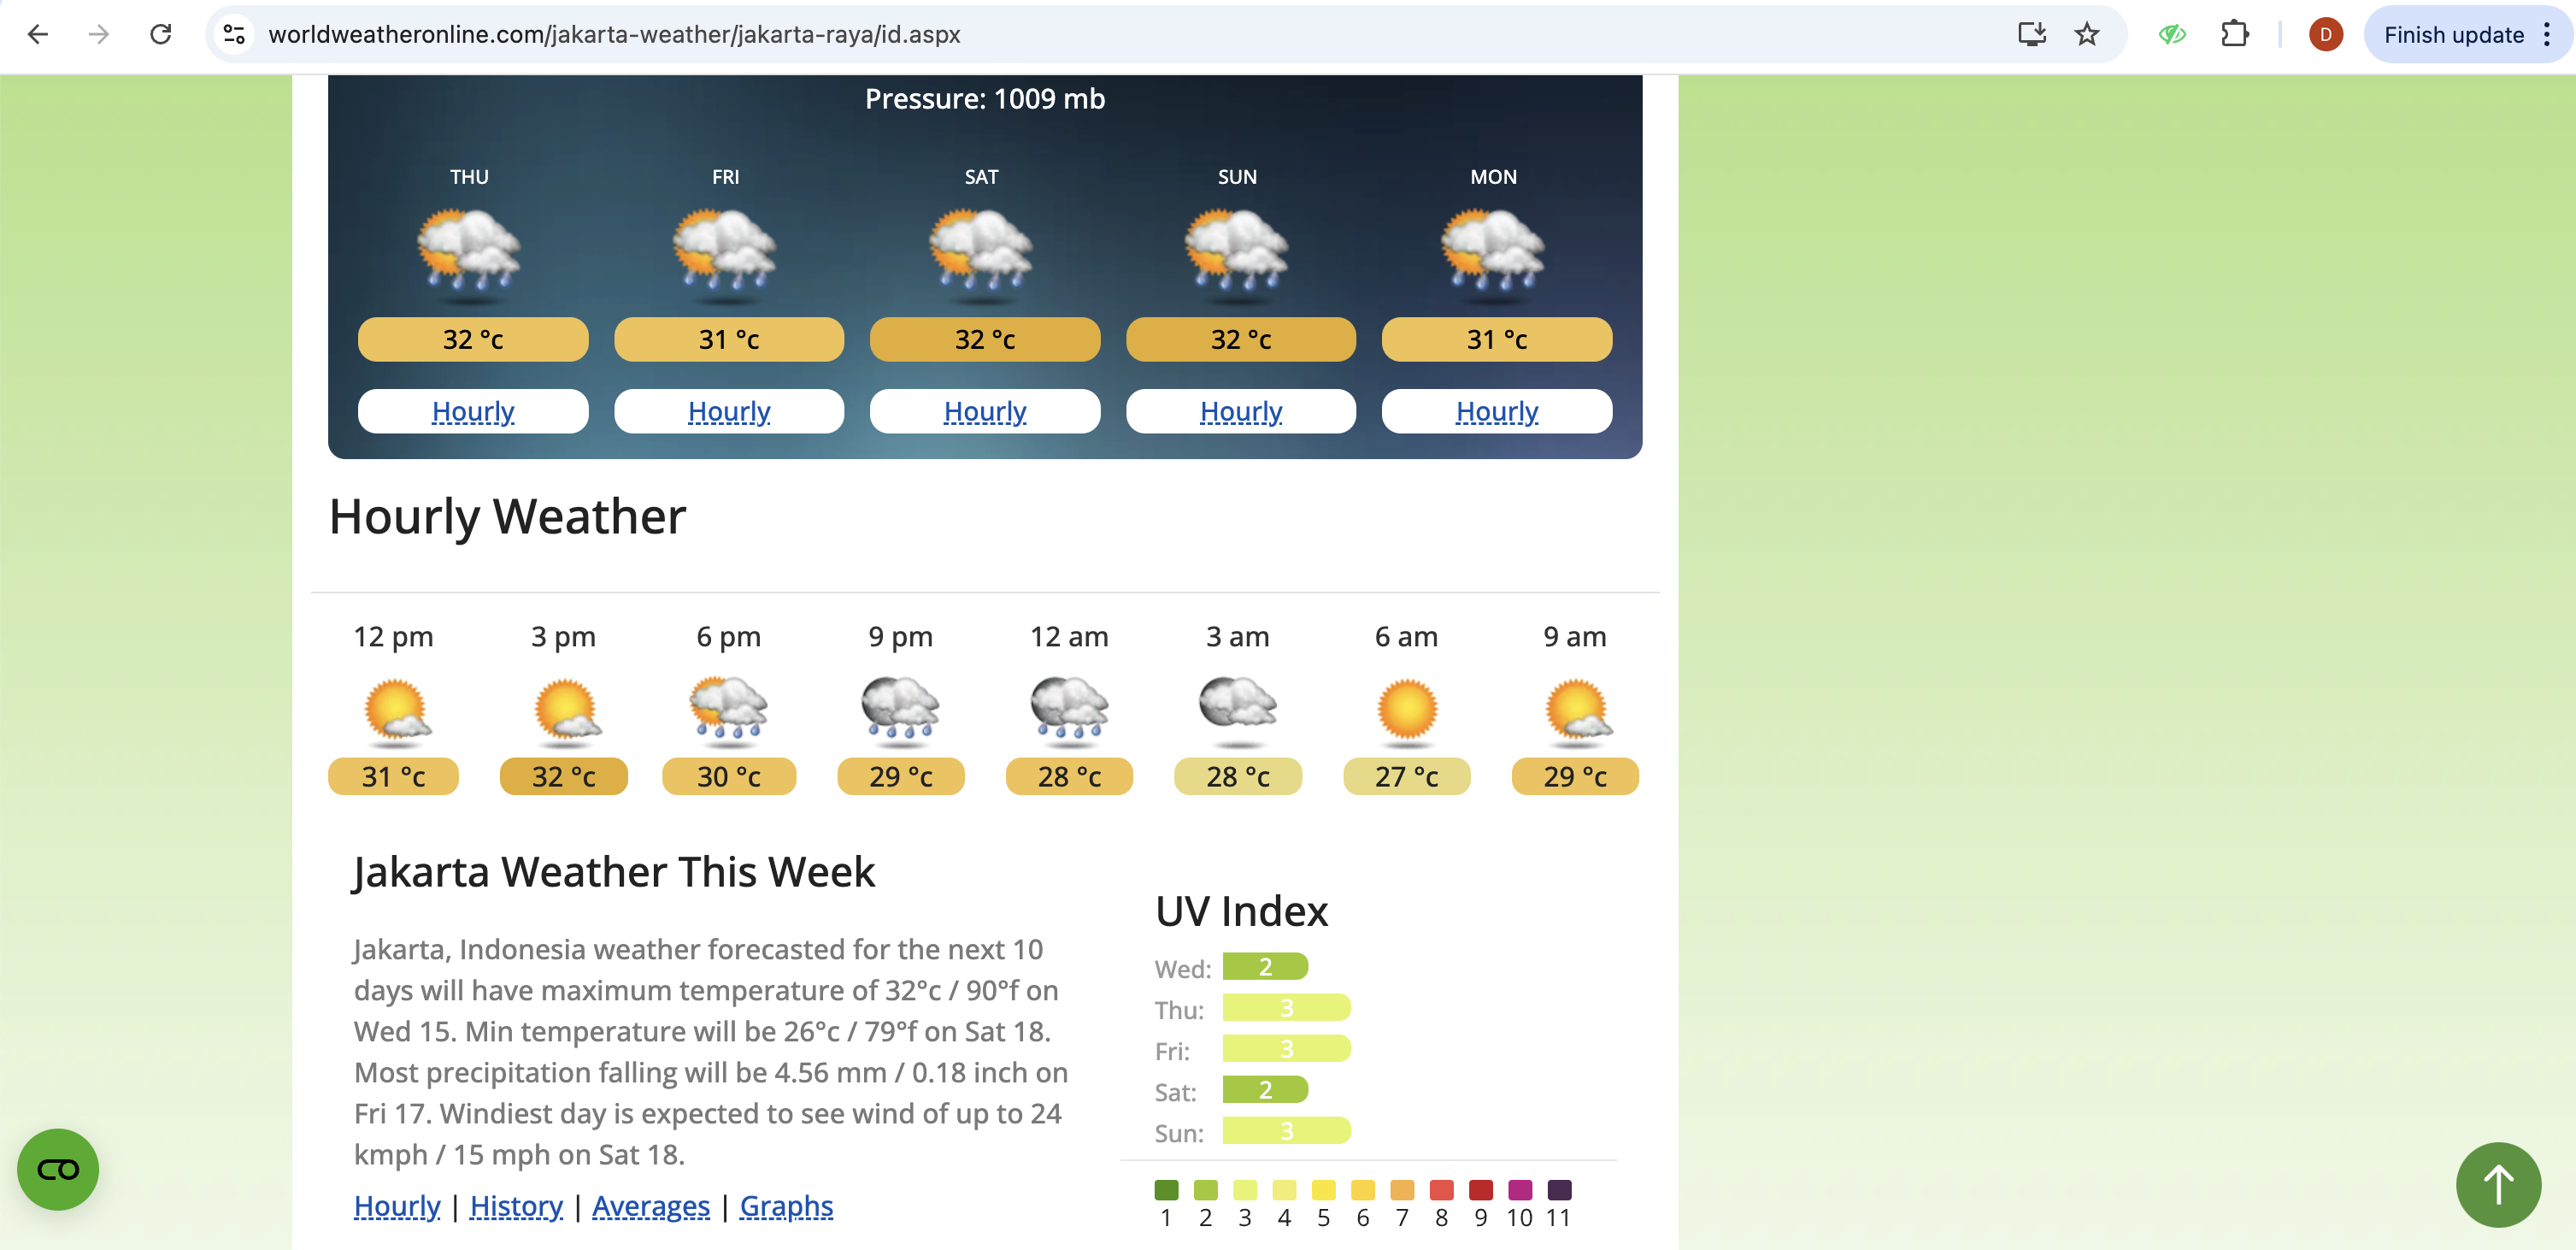 worldweatheronline.com/jakarta-weather/jakarta-raya/id.aspx
D
Finish update
Pressure: 1009 mb
THU FRI SAT SUN MON
32 °c 31 °c 32 °c 32 °c 31 °c
Hourly Hourly Hourly Hourly Hourly
Hourly Weather
12 pm 3 pm 6 pm 9 pm 12 am 3 am 6 am 9 am
31 °c 32 °c 30 °c 29 °c 28 °c 28 °c 27 °c 29 °c
Jakarta Weather This Week
Jakarta, Indonesia weather forecasted for the next 10
days will have maximum temperature of 32°c / 90°f on
Wed 15. Min temperature will be 26°c / 79°f on Sat 18.
Most precipitation falling will be 4.56 mm / 0.18 inch on
Fri 17. Windiest day is expected to see wind of up to 24
kmph / 15 mph on Sat 18.
Hourly | History | Averages | Graphs
UV Index
Wed: 2
Thu: 3
Fri: 3
Sat: 2
Sun: 3
1 2 3 4 5 6 7 8 9 10 11